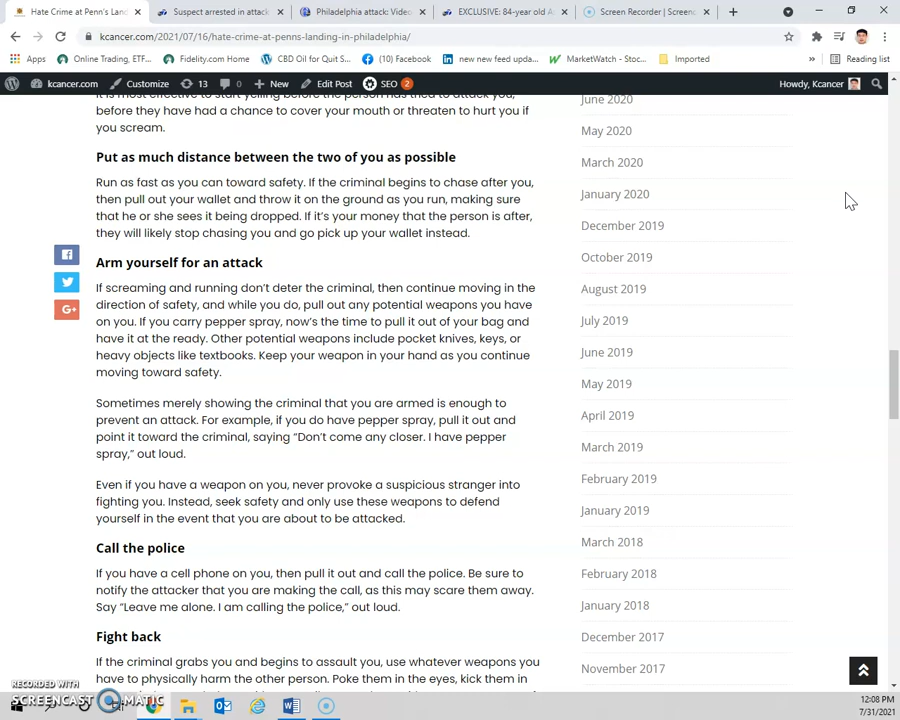 Hate Crime at Penn's Lan
Suspect arrested in attack
Philadelphia attack: Video
EXCLUSIVE: 84-year old A
Screen Recorder | Screenc
kcancer.com/2021/07/16/hate-crime-at-penns-landing-in-philadelphia/
Apps
Online Trading, ETF...
Fidelity.com Home
CBD Oil for Quit S...
(10) Facebook
new new feed upda...
MarketWatch - Stoc...
Imported
»
Reading list
kcancer.com
Customize
13
0
New
Edit Post
SEO
2
Howdy, Kcancer
it is most effective to start yelling before the person has tried to attack you,
before they have had a chance to cover your mouth or threaten to hurt you if
you scream.
Put as much distance between the two of you as possible
Run as fast as you can toward safety. If the criminal begins to chase after you,
then pull out your wallet and throw it on the ground as you run, making sure
that he or she sees it being dropped. If it's your money that the person is after,
they will likely stop chasing you and go pick up your wallet instead.
Arm yourself for an attack
If screaming and running don't deter the criminal, then continue moving in the
direction of safety, and while you do, pull out any potential weapons you have
on you. If you carry pepper spray, now's the time to pull it out of your bag and
have it at the ready. Other potential weapons include pocket knives, keys, or
heavy objects like textbooks. Keep your weapon in your hand as you continue
moving toward safety.
Sometimes merely showing the criminal that you are armed is enough to
prevent an attack. For example, if you do have pepper spray, pull it out and
point it toward the criminal, saying "Don't come any closer. I have pepper
spray," out loud.
Even if you have a weapon on you, never provoke a suspicious stranger into
fighting you. Instead, seek safety and only use these weapons to defend
yourself in the event that you are about to be attacked.
Call the police
If you have a cell phone on you, then pull it out and call the police. Be sure to
notify the attacker that you are making the call, as this may scare them away.
Say "Leave me alone. I am calling the police," out loud.
Fight back
If the criminal grabs you and begins to assault you, use whatever weapons you
have to physically harm the other person. Poke them in the eyes, kick them in
G+
June 2020
May 2020
March 2020
January 2020
December 2019
October 2019
August 2019
July 2019
June 2019
May 2019
April 2019
March 2019
February 2019
January 2019
March 2018
February 2018
January 2018
December 2017
November 2017
RECORDED WITH
SCREENCAST MATIC
12:08 PM
7/31/2021